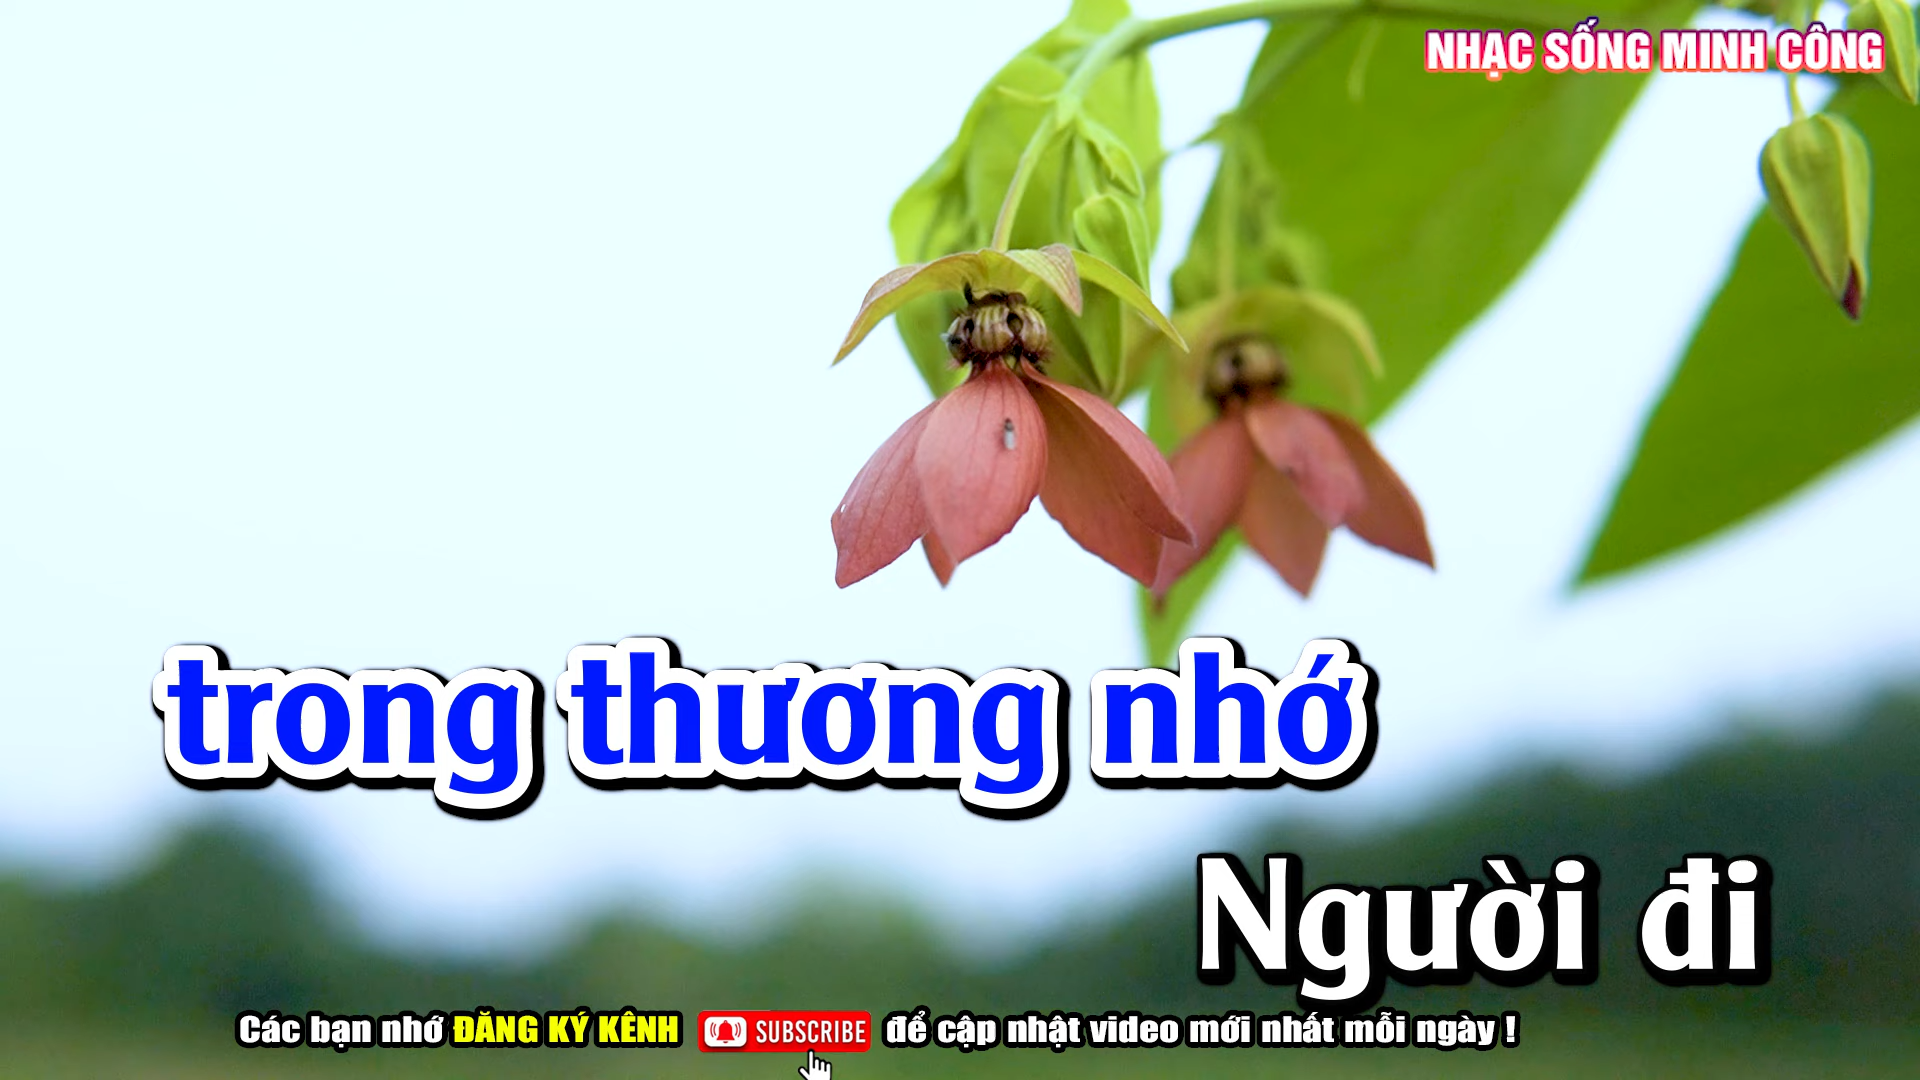 NHẠC SỐNG MINH CÔNG
trong thương nhớ
Người đi
Các bạn nhớ ĐĂNG KÝ KÊNH SUBSCRIBE để cập nhật video mới nhất mỗi ngày !